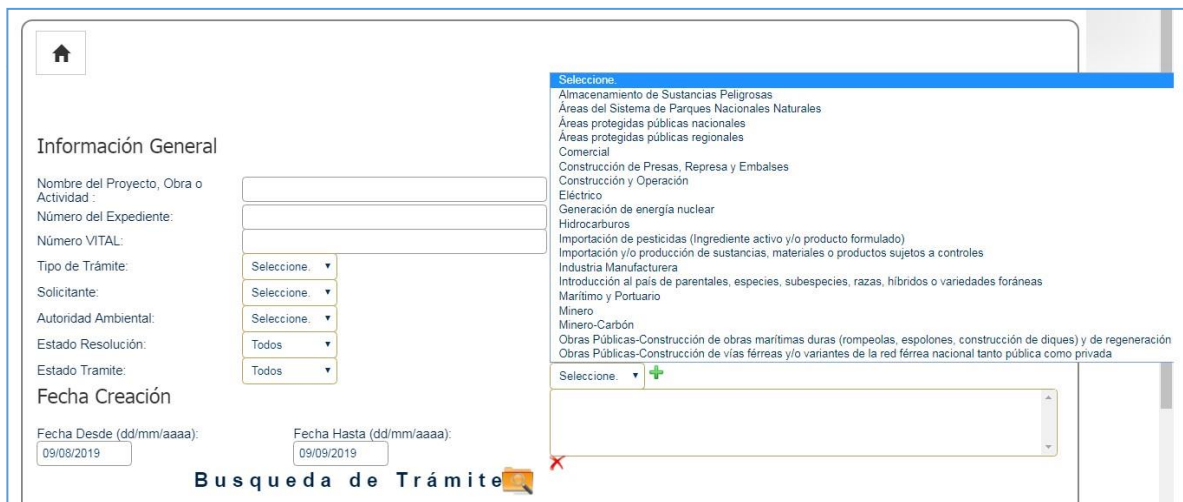 Información General
Nombre del Proyecto, Obra o
Actividad :
Número del Expediente:
Número VITAL:
Tipo de Trámite: Seleccione.
Solicitante: Seleccione.
Autoridad Ambiental: Seleccione.
Estado Resolución: Todos
Estado Tramite: Todos
Seleccione.
Almacenamiento de Sustancias Peligrosas
Áreas del Sistema de Parques Nacionales Naturales
Áreas protegidas públicas nacionales
Áreas protegidas públicas regionales
Comercial
Construcción de Presas, Represa y Embalses
Construcción y Operación
Eléctrico
Generación de energía nuclear
Hidrocarburos
Importación de pesticidas (Ingrediente activo y/o producto formulado)
Importación y/o producción de sustancias, materiales o productos sujetos a controles
Industria Manufacturera
Introducción al país de parentales, especies, subespecies, razas, híbridos o variedades foráneas
Marítimo y Portuario
Minero
Minero-Carbón
Obras Públicas-Construcción de obras marítimas duras (rompeolas, espolones, construcción de diques) y de regeneración
Obras Públicas-Construcción de vías férreas y/o variantes de la red férrea nacional tanto pública como privada
Seleccione.
Fecha Creación
Fecha Desde (dd/mm/aaaa): Fecha Hasta (dd/mm/aaaa):
09/08/2019 09/09/2019
Busqueda de Trámite